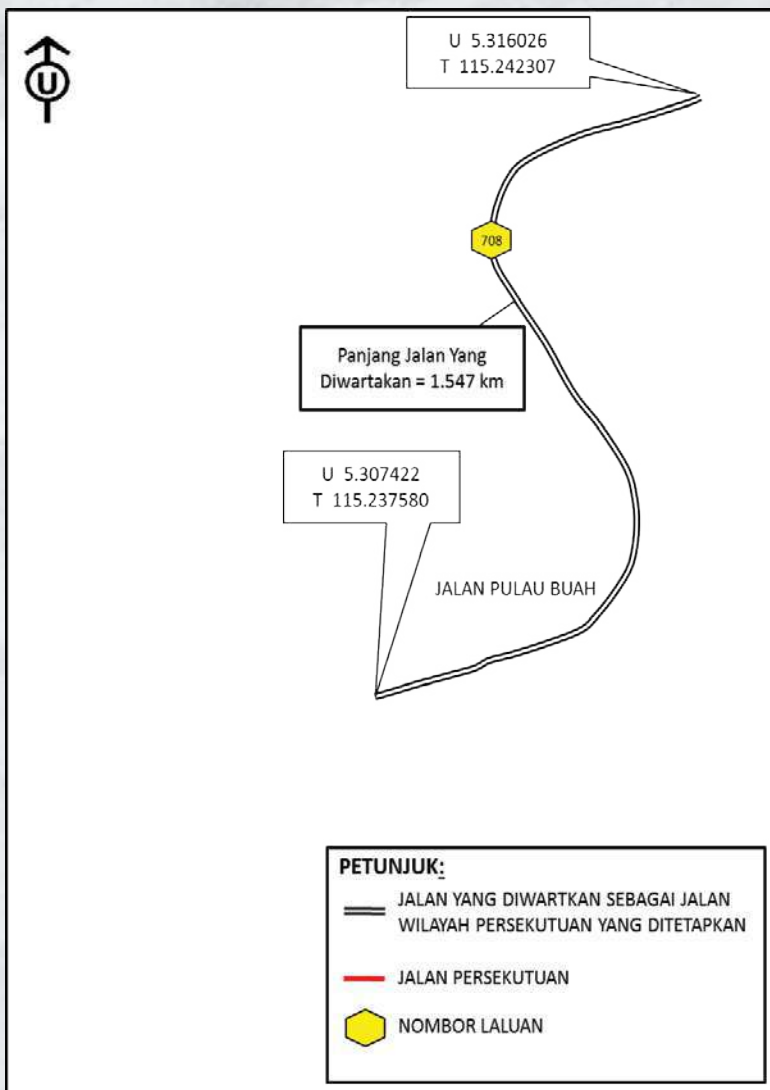 U
U 5.316026
T 115.242307
708
Panjang Jalan Yang
Diwartakan = 1.547 km
U 5.307422
T 115.237580
JALAN PULAU BUAH
PETUNJUK:
JALAN YANG DIWARTKAN SEBAGAI JALAN
WILAYAH PERSEKUTUAN YANG DITETAPKAN
JALAN PERSEKUTUAN
NOMBOR LALUAN